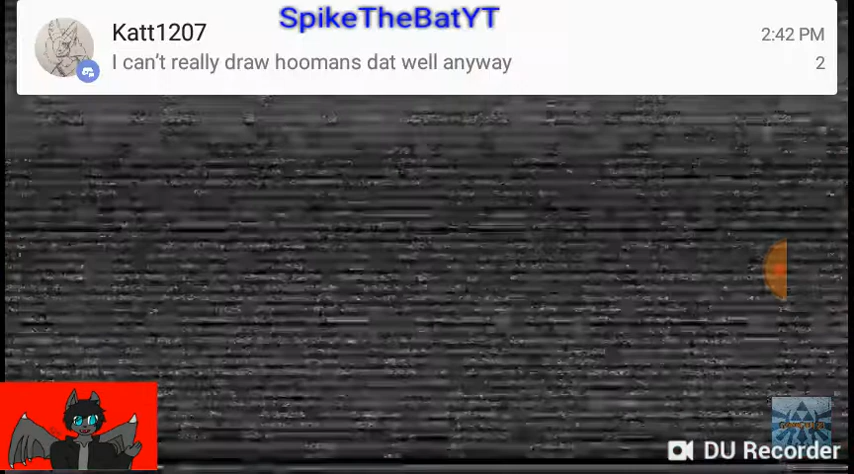 SpikeTheBatYT
Katt1207
2:42 PM
I can't really draw hoomans dat well anyway
2
DU Recorder